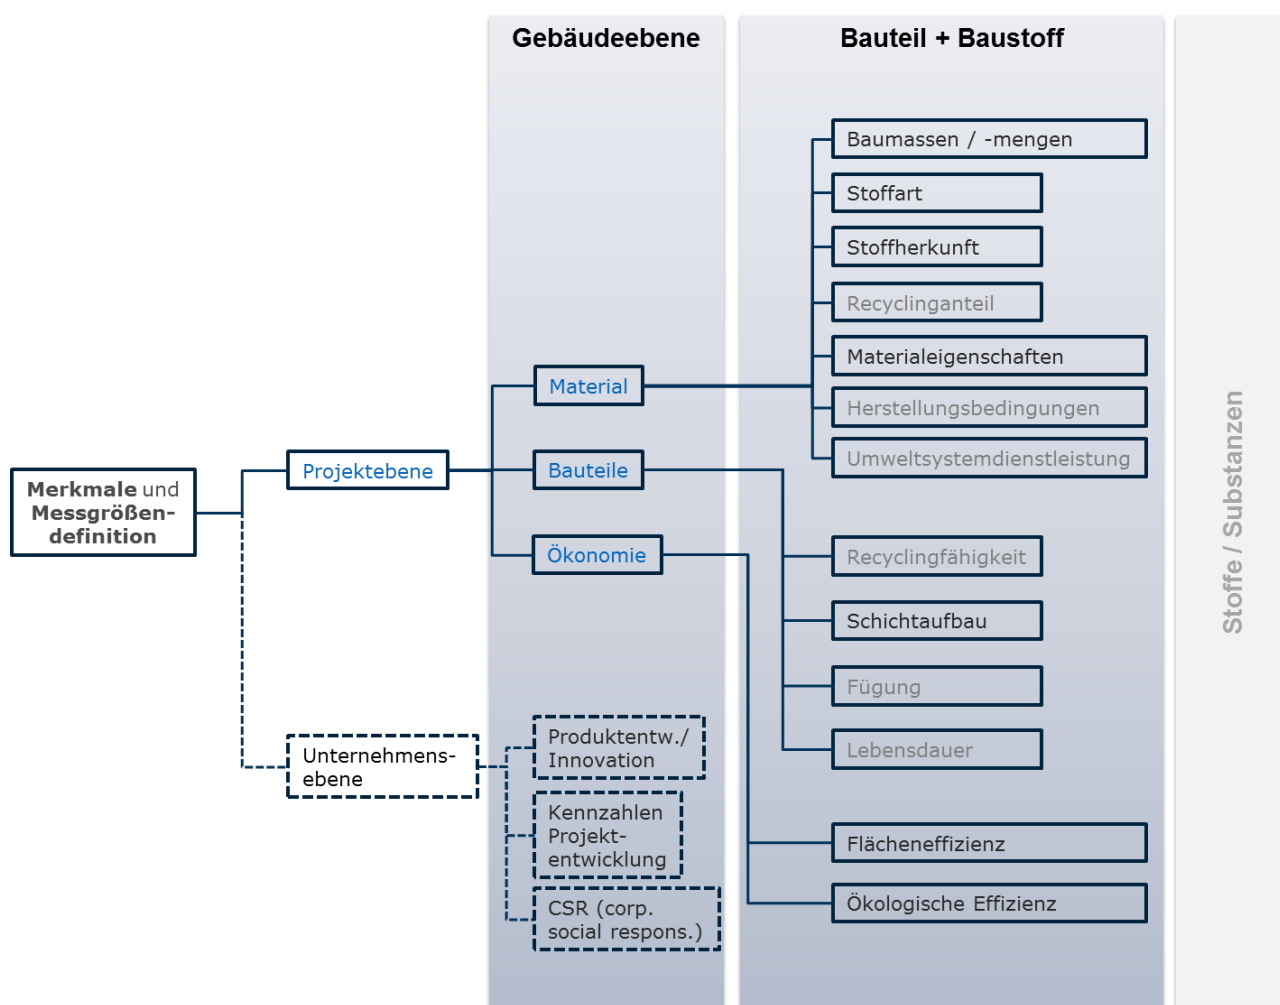 Gebäudeebene
Bauteil + Baustoff
Baumassen / -mengen
Stoffart
Stoffherkunft
Recyclinganteil
Materialeigenschaften
Herstellungsbedingungen
Umweltsystemdienstleistung
Material
Bauteile
Ökonomie
Projektebene
Merkmale und
Messgrößen-
definition
Recyclingfähigkeit
Schichtaufbau
Fügung
Lebensdauer
Unternehmens-
ebene
Produktentw./
Innovation
Kennzahlen
Projekt-
entwicklung
CSR (corp.
social respons.)
Flächeneffizienz
Ökologische Effizienz
Stoffe / Substanzen